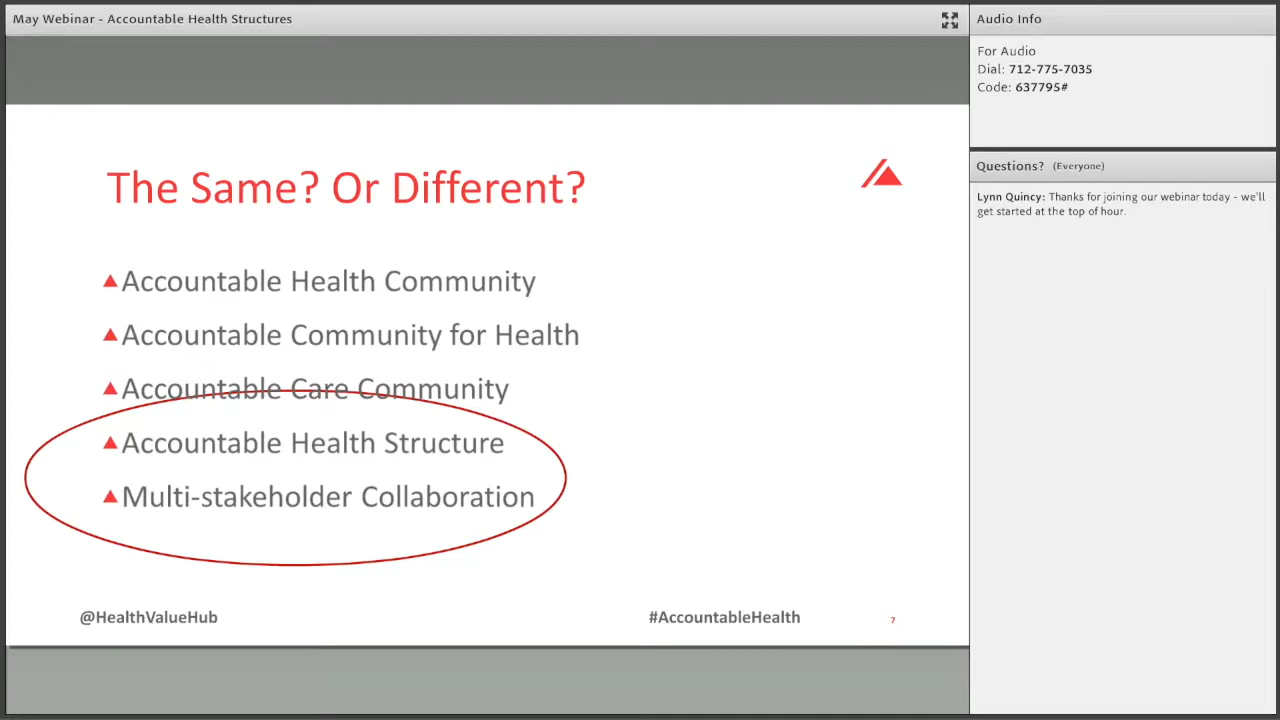 May Webinar - Accountable Health Structures
The Same? Or Different?
Accountable Health Community
Accountable Community for Health
Accountable Care Community
Accountable Health Structure
Multi-stakeholder Collaboration
@HealthValueHub
#AccountableHealth
7
Audio Info
For Audio
Dial: 712-775-7035
Code: 637795#
Questions? (Everyone)
Lynn Quincy: Thanks for joining our webinar today - we'll
get started at the top of hour.